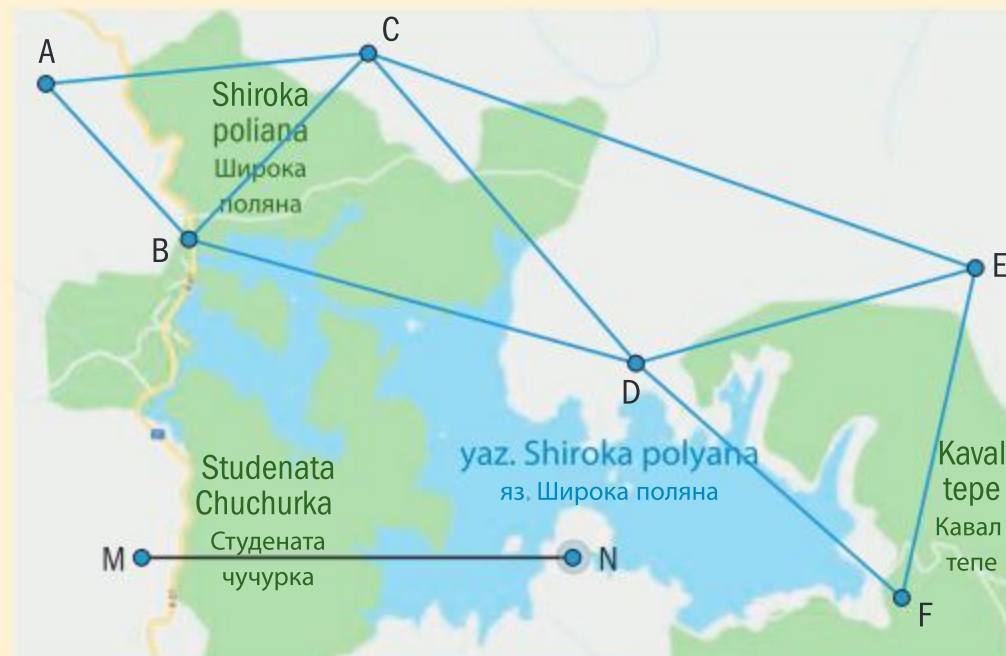 A
C
Shiroka
poliana
Широка
поляна
B
E
D
yaz. Shiroka polyana
яз. Широка поляна
Kaval
tepe
Кавал
тепе
Studenata
Chuchurka
Студената
чучурка
M
N
F